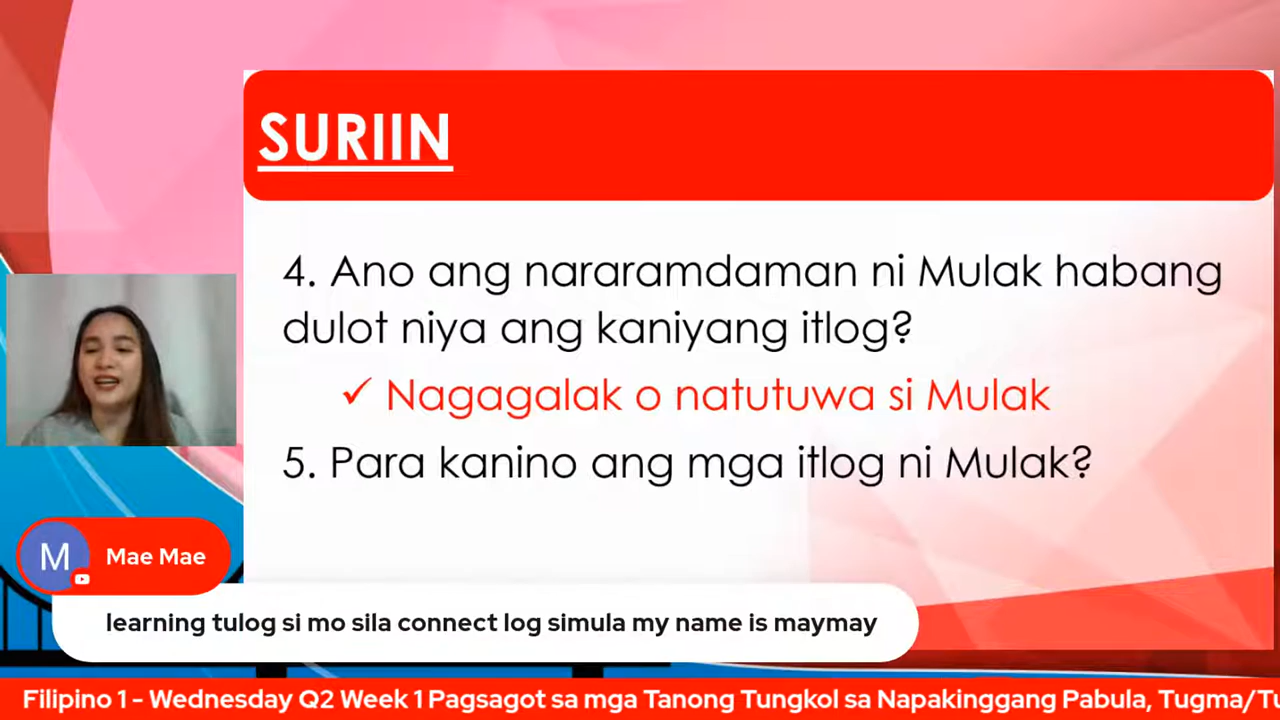 SURIIN
4. Ano ang nararamdaman ni Mulak habang
dulot niya ang kaniyang itlog?
✓ Nagagalak o natutuwa si Mulak
5. Para kanino ang mga itlog ni Mulak?
M
Mae Mae
learning tulog si mo sila connect log simula my name is maymay
Filipino 1 - Wednesday Q2 Week 1 Pagsagot sa mga Tanong Tungkol sa Napakinggang Pabula, Tugma/Tu